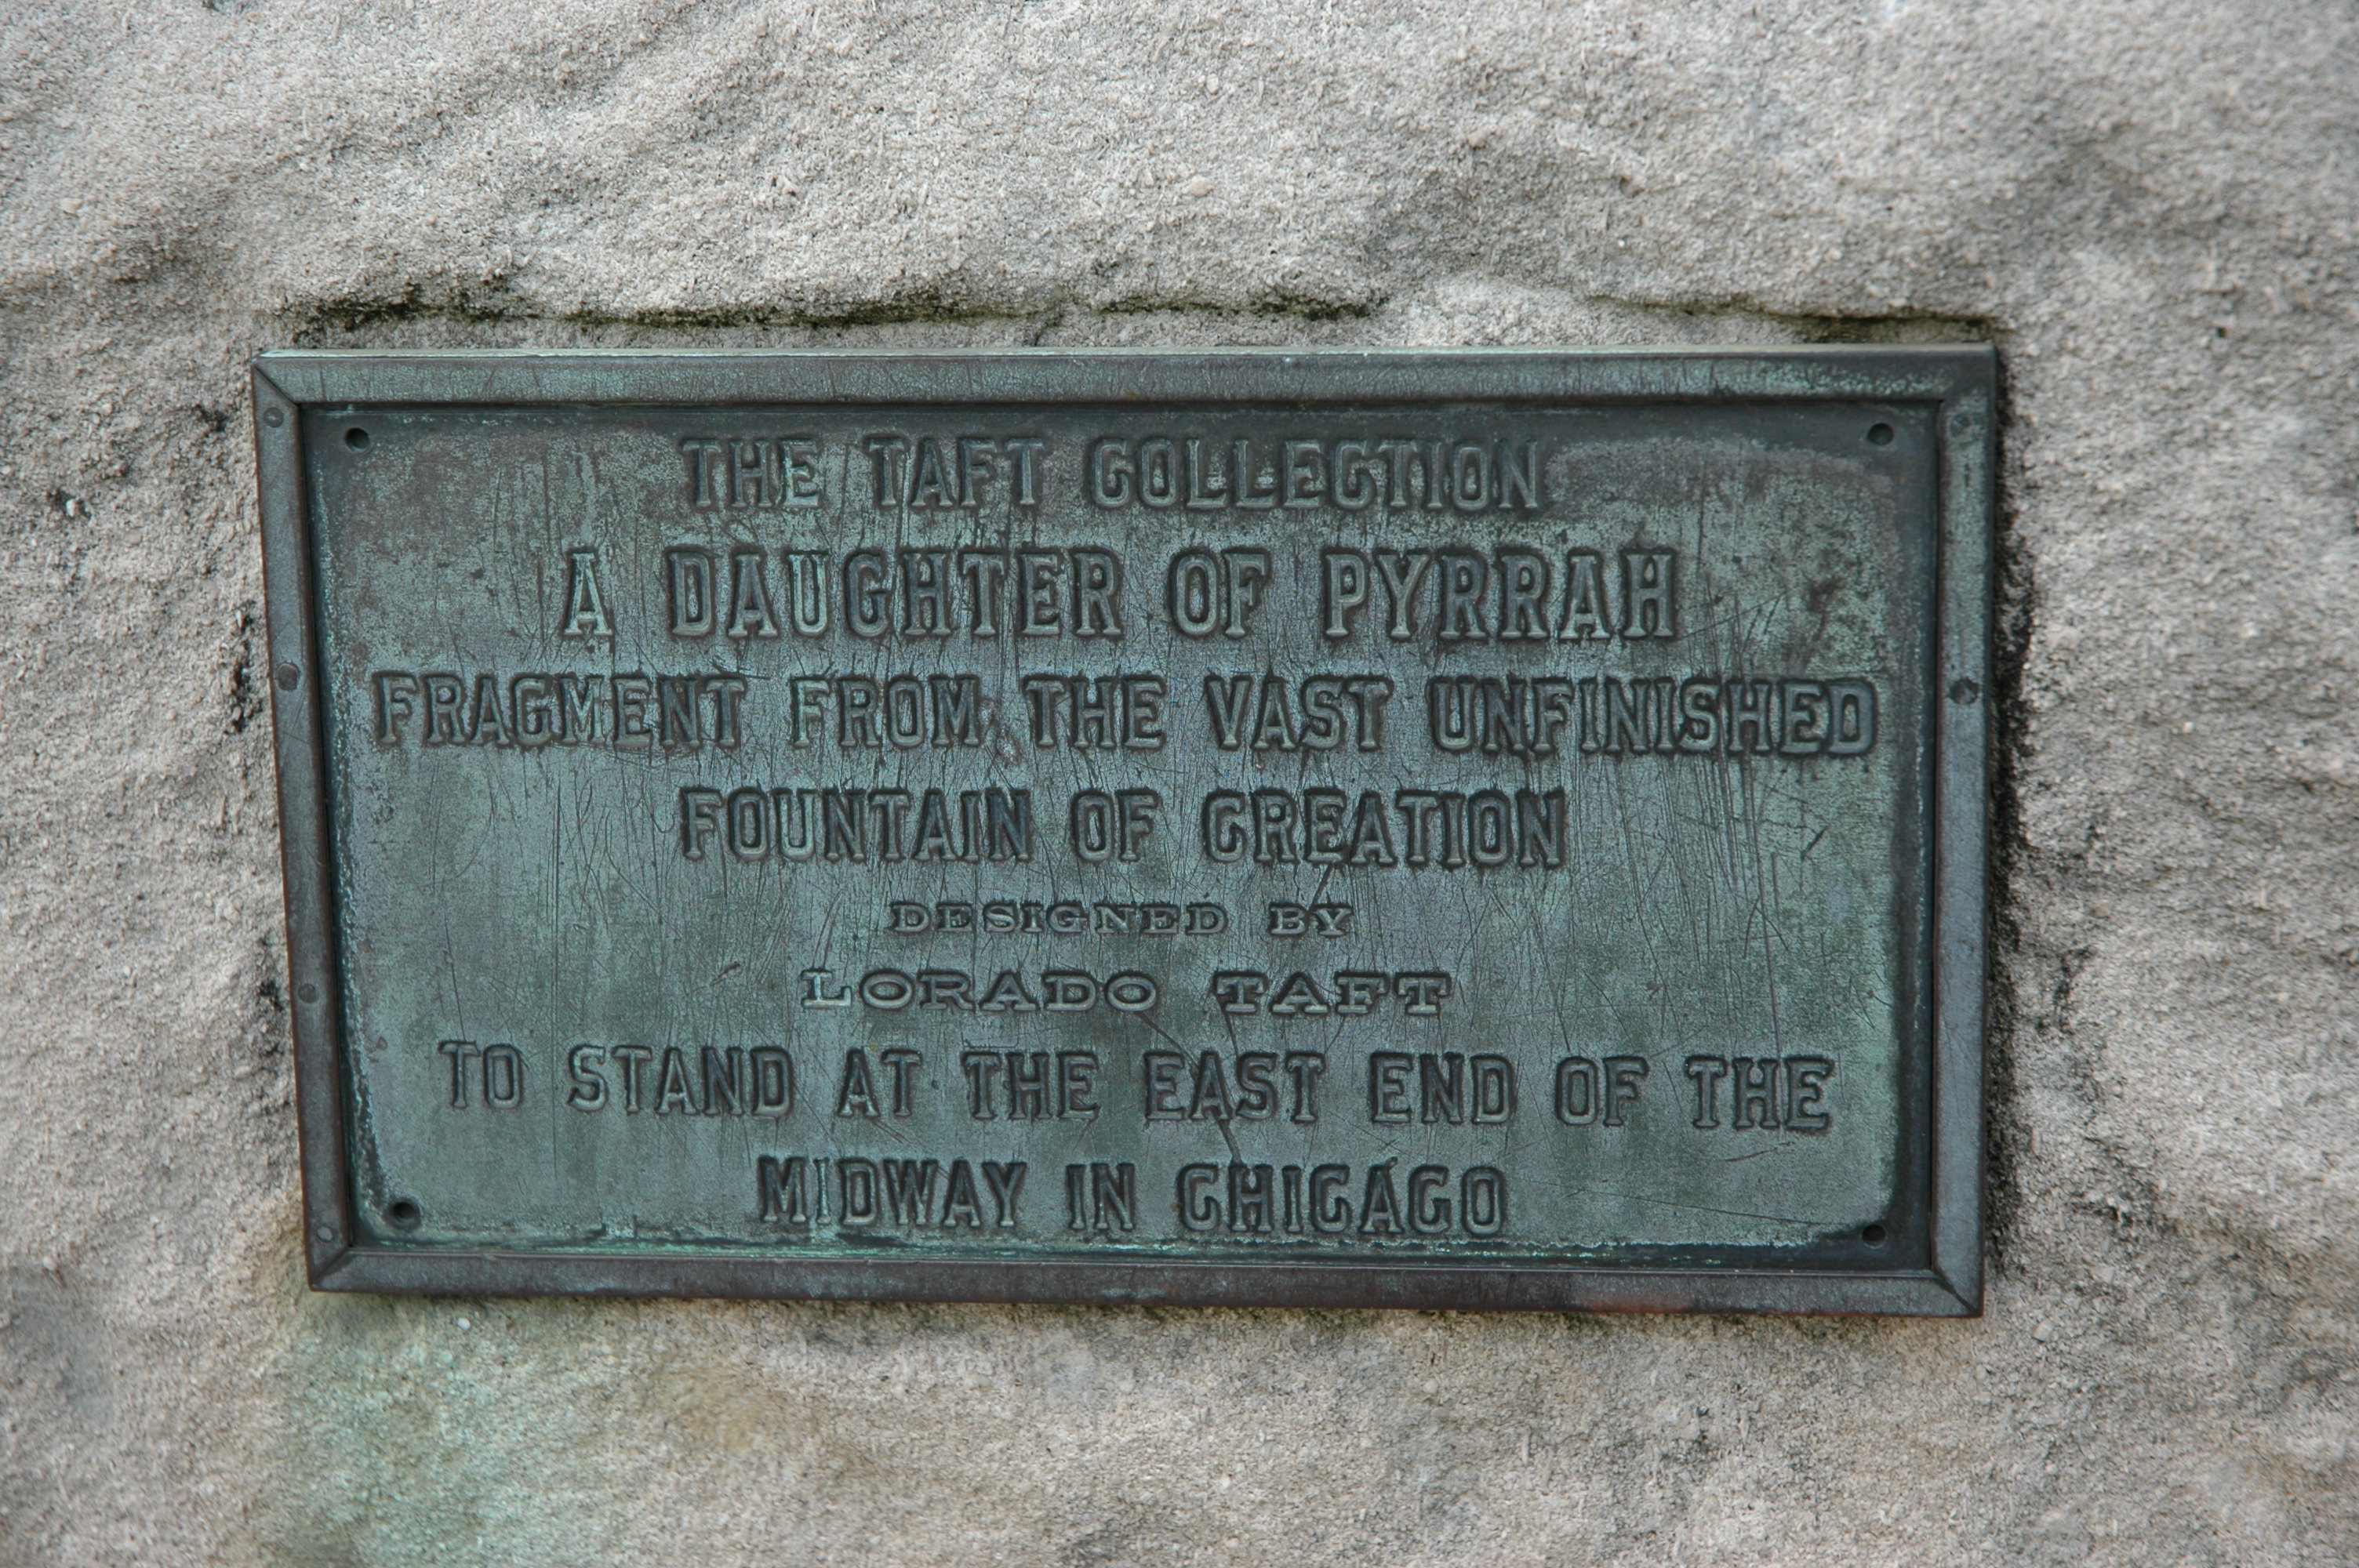 THE TAFT COLLECTION
A DAUGHTER OF PYRRAH
FRAGMENT FROM THE VAST UNFINISHED
FOUNTAIN OF CREATION
DESIGNED BY
LORADO TAFT
TO STAND AT THE EAST END OF THE
MIDWAY IN CHICAGO